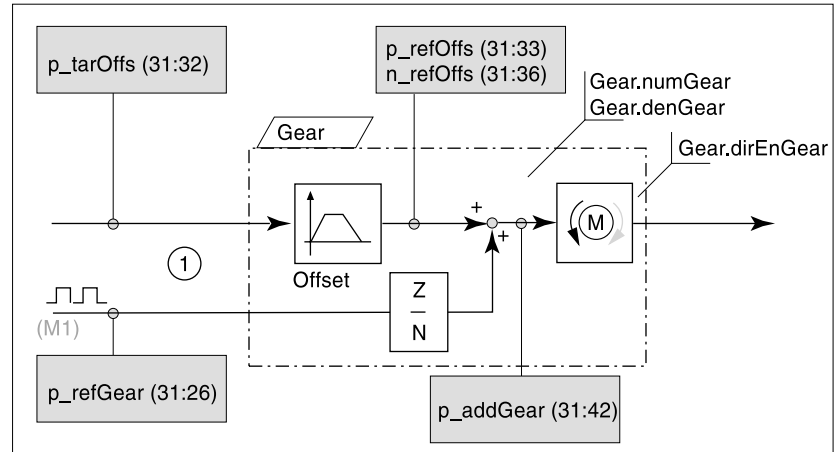 p_tarOffs (31:32)
p_refOffs (31:33)
n_refOffs (31:36)
Gear.numGear
Gear.denGear
Gear
Gear.dirEnGear
+
+
M
1
Offset
Z
N
(M1)
p_refGear (31:26)
p_addGear (31:42)